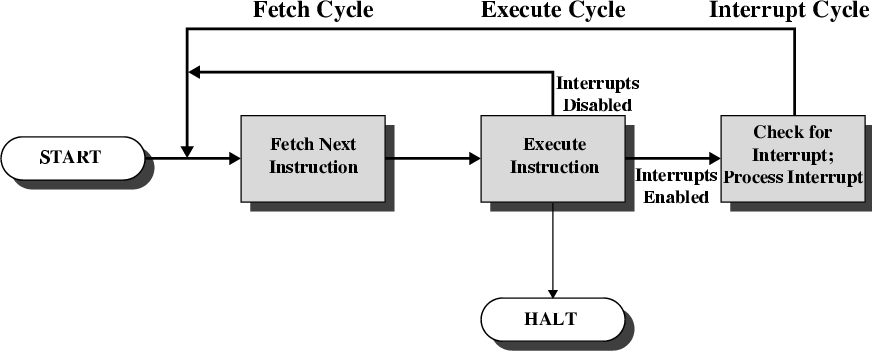 Fetch Cycle
Execute Cycle
Interrupt Cycle
Interrupts
Disabled
START
Fetch Next
Instruction
Execute
Instruction
Interrupts
Enabled
Check for
Interrupt;
Process Interrupt
HALT